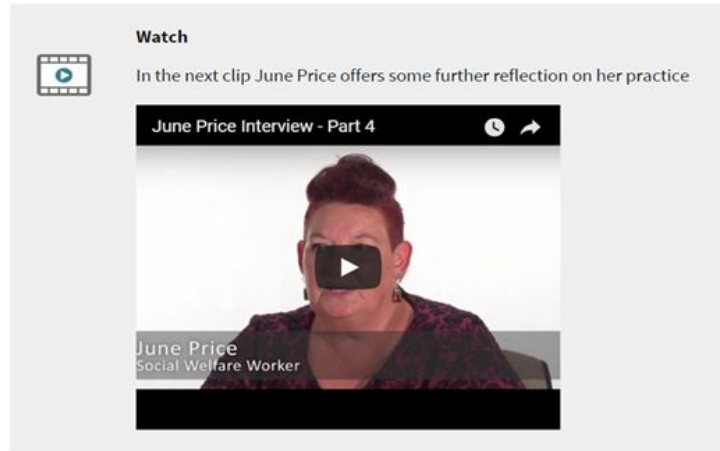 Watch
In the next clip June Price offers some further reflection on her practice
June Price Interview - Part 4
June Price
Social Welfare Worker